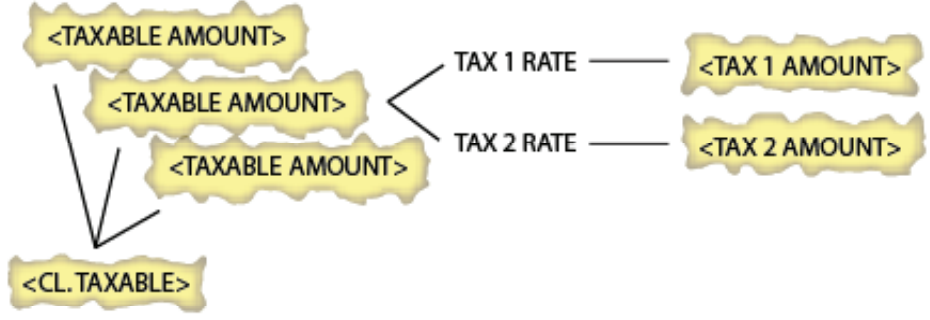 <TAXABLE AMOUNT>
TAX 1 RATE
<TAX 1 AMOUNT>
<TAXABLE AMOUNT>
TAX 2 RATE
<TAX 2 AMOUNT>
<TAXABLE AMOUNT>
<CL.TAXABLE>